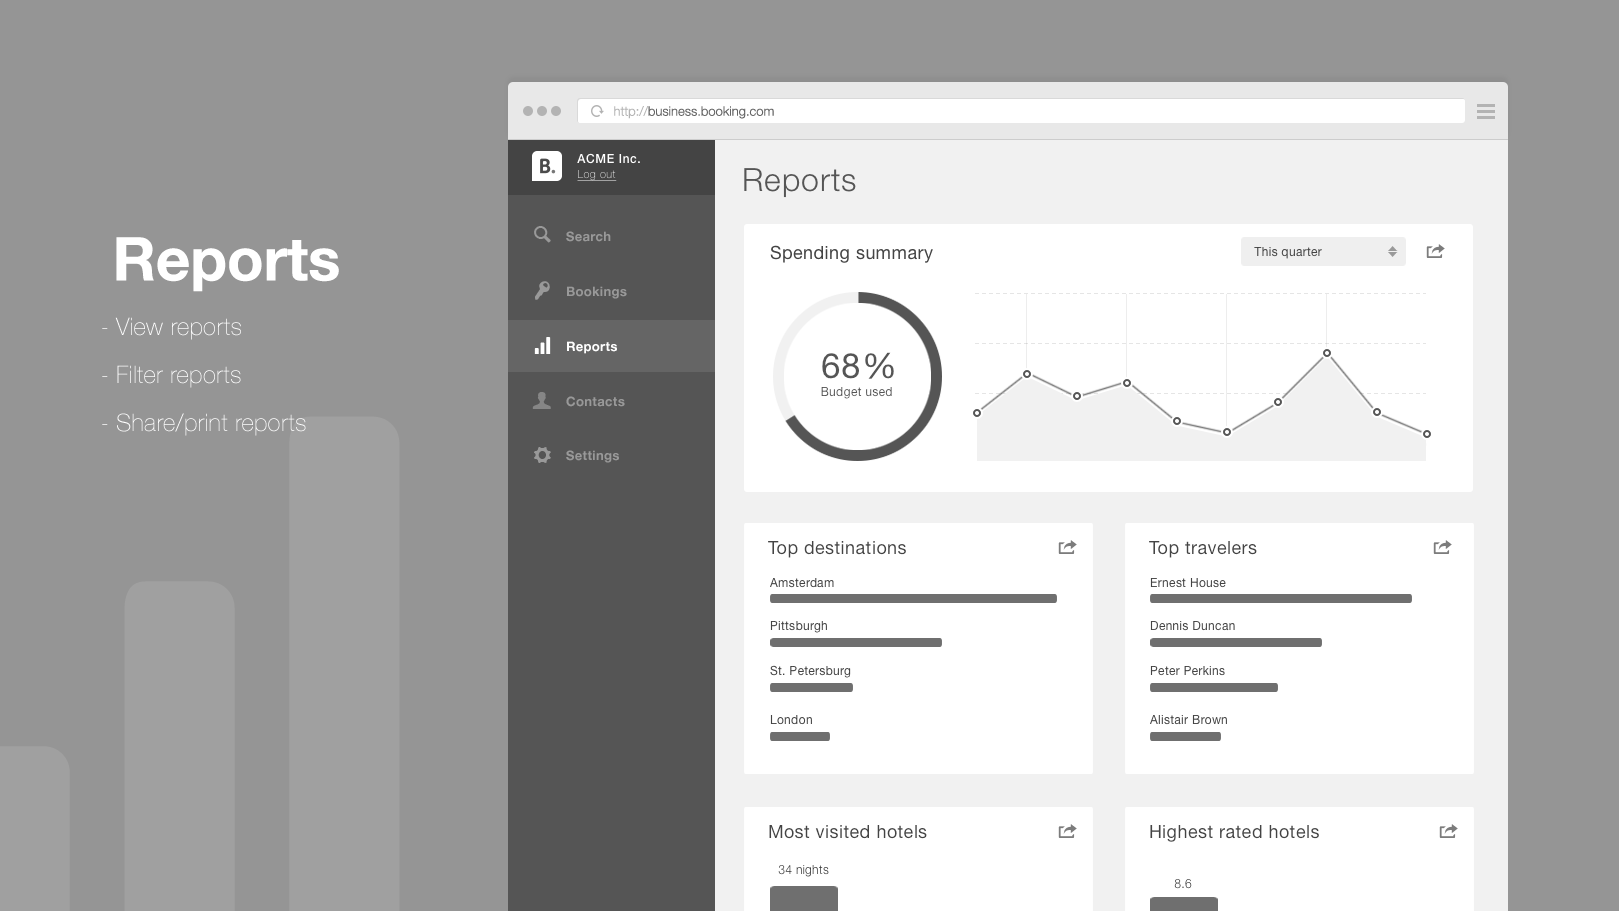 Reports
- View reports
- Filter reports
- Share/print reports
http://business.booking.com
B.
ACME Inc.
Log out
Search
Bookings
Reports
Contacts
Settings
Reports
Spending summary
This quarter
68%
Budget used
Top destinations
Amsterdam
Pittsburgh
St. Petersburg
London
Top travelers
Ernest House
Dennis Duncan
Peter Perkins
Alistair Brown
Most visited hotels
34 nights
Highest rated hotels
8.6